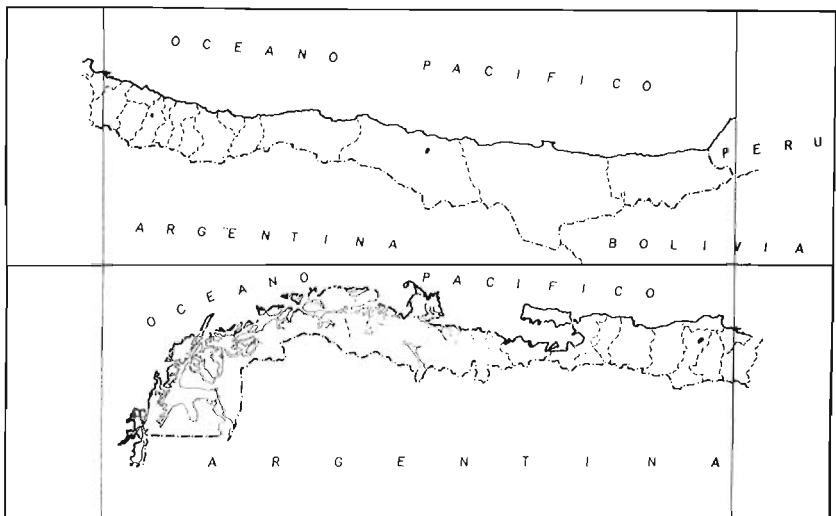 OCEANO PACIFICO
PERU
ARGENTINA
BOLIVIA
OCEANO PACIFICO
ARGENTINA